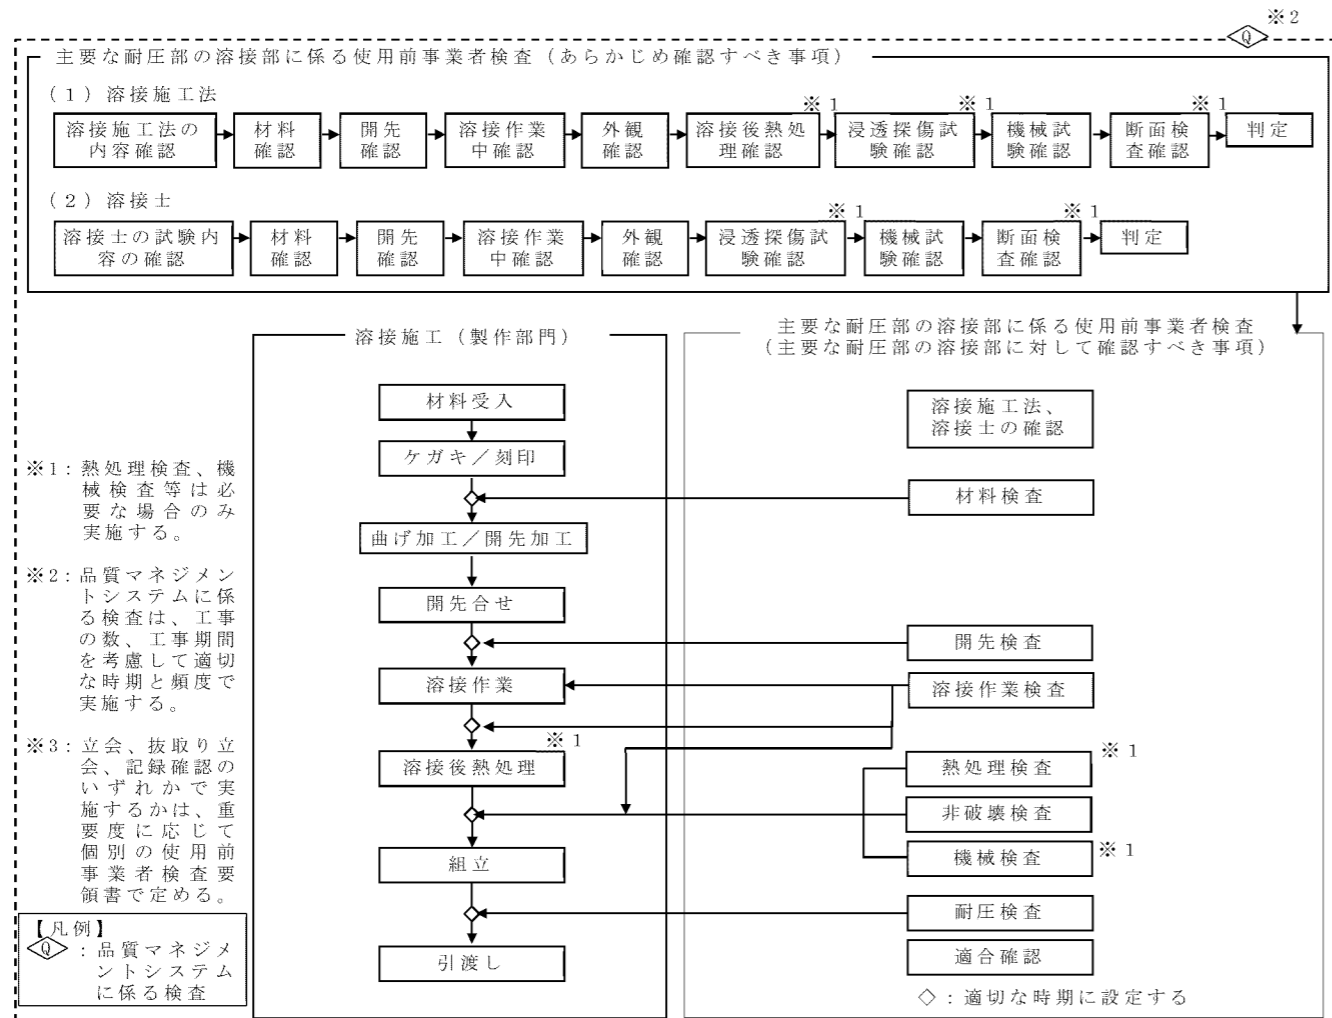 ※2
Q
主要な耐圧部の溶接部に係る使用前事業者検査(あらかじめ確認すべき事項)
(1)溶接施工法
溶接施工法の
内容確認
材料
確認
開先
確認
溶接作業
中確認
外観
確認
※1
溶接後熱処
理確認
※1
浸透探傷試
験確認
機械試
験確認
※1
断面検
査確認
判定
(2)溶接士
溶接士の試験内
容の確認
材料
確認
開先
確認
溶接作業
中確認
外観
確認
※1
浸透探傷試
験確認
機械試
験確認
※1
断面検
査確認
判定
溶接施工(製作部門)
材料受入
ケガキ/刻印
曲げ加工/開先加工
開先合せ
溶接作業
※1
溶接後熱処理
組立
引渡し
主要な耐圧部の溶接部に係る使用前事業者検査
(主要な耐圧部の溶接部に対して確認すべき事項)
溶接施工法、
溶接士の確認
材料検査
開先検査
溶接作業検査
熱処理検査
※1
非破壊検査
機械検査
※1
耐圧検査
適合確認
◇:適切な時期に設定する
※1:熱処理検査、機
械検査等は必
要な場合のみ
実施する。
※2:品質マネジメン
トシステムに係
る検査は、工事
の数、工事期間
を考慮して適切
な時期と頻度で
実施する。
※3:立会、抜取り立
会、記録確認の
いずれかで実
施するかは、重
要度に応じて
個別の使用前
事業者検査要
領書で定める。
【凡例】
Q:品質マネジメ
ントシステム
に係る検査